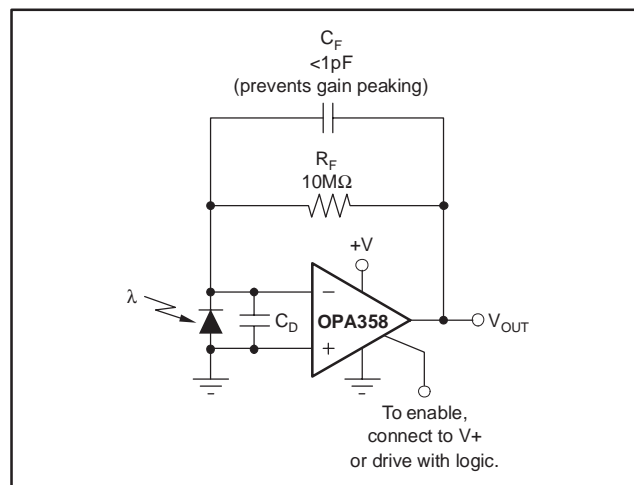 C_F
<1pF
(prevents gain peaking)
R_F
10MΩ
+V
λ
−
OPA358
C_D
+
V_OUT
To enable,
connect to V+
or drive with logic.